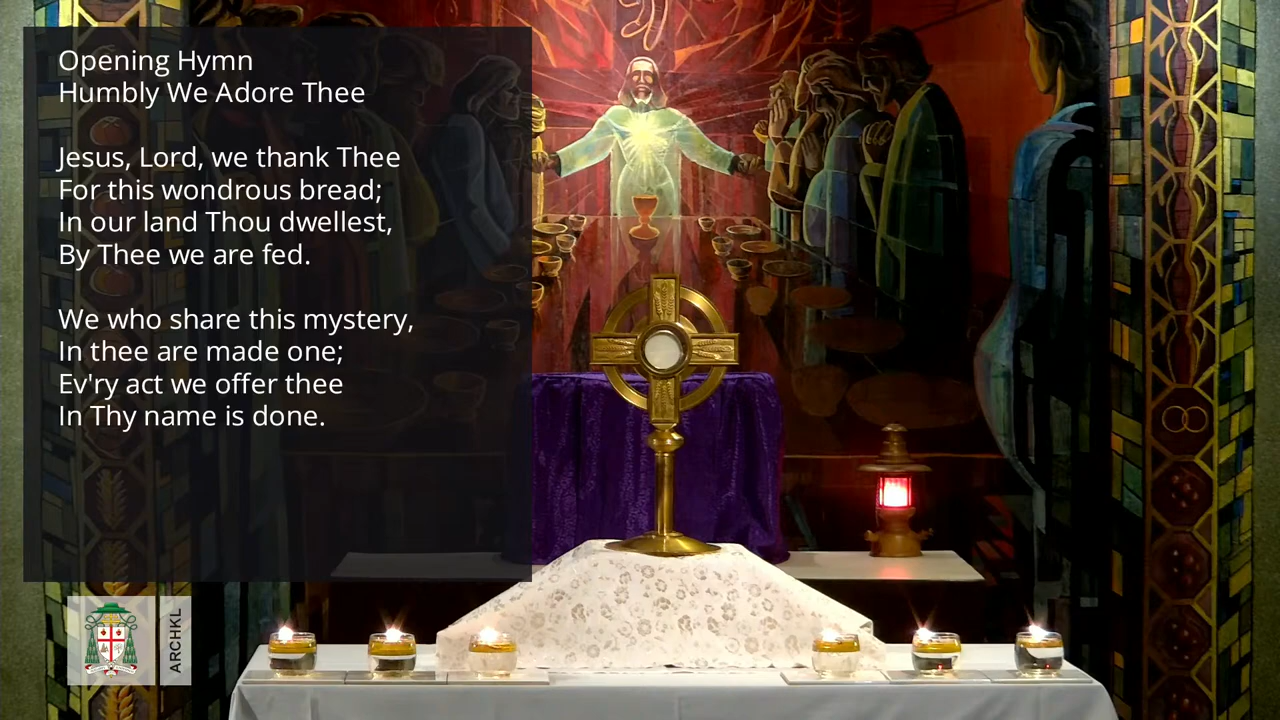 Opening Hymn
Humbly We Adore Thee
Jesus, Lord, we thank Thee
For this wondrous bread;
In our land Thou dwellest,
By Thee we are fed.
We who share this mystery,
In thee are made one;
Ev'ry act we offer thee
In Thy name is done.
ARCHKL